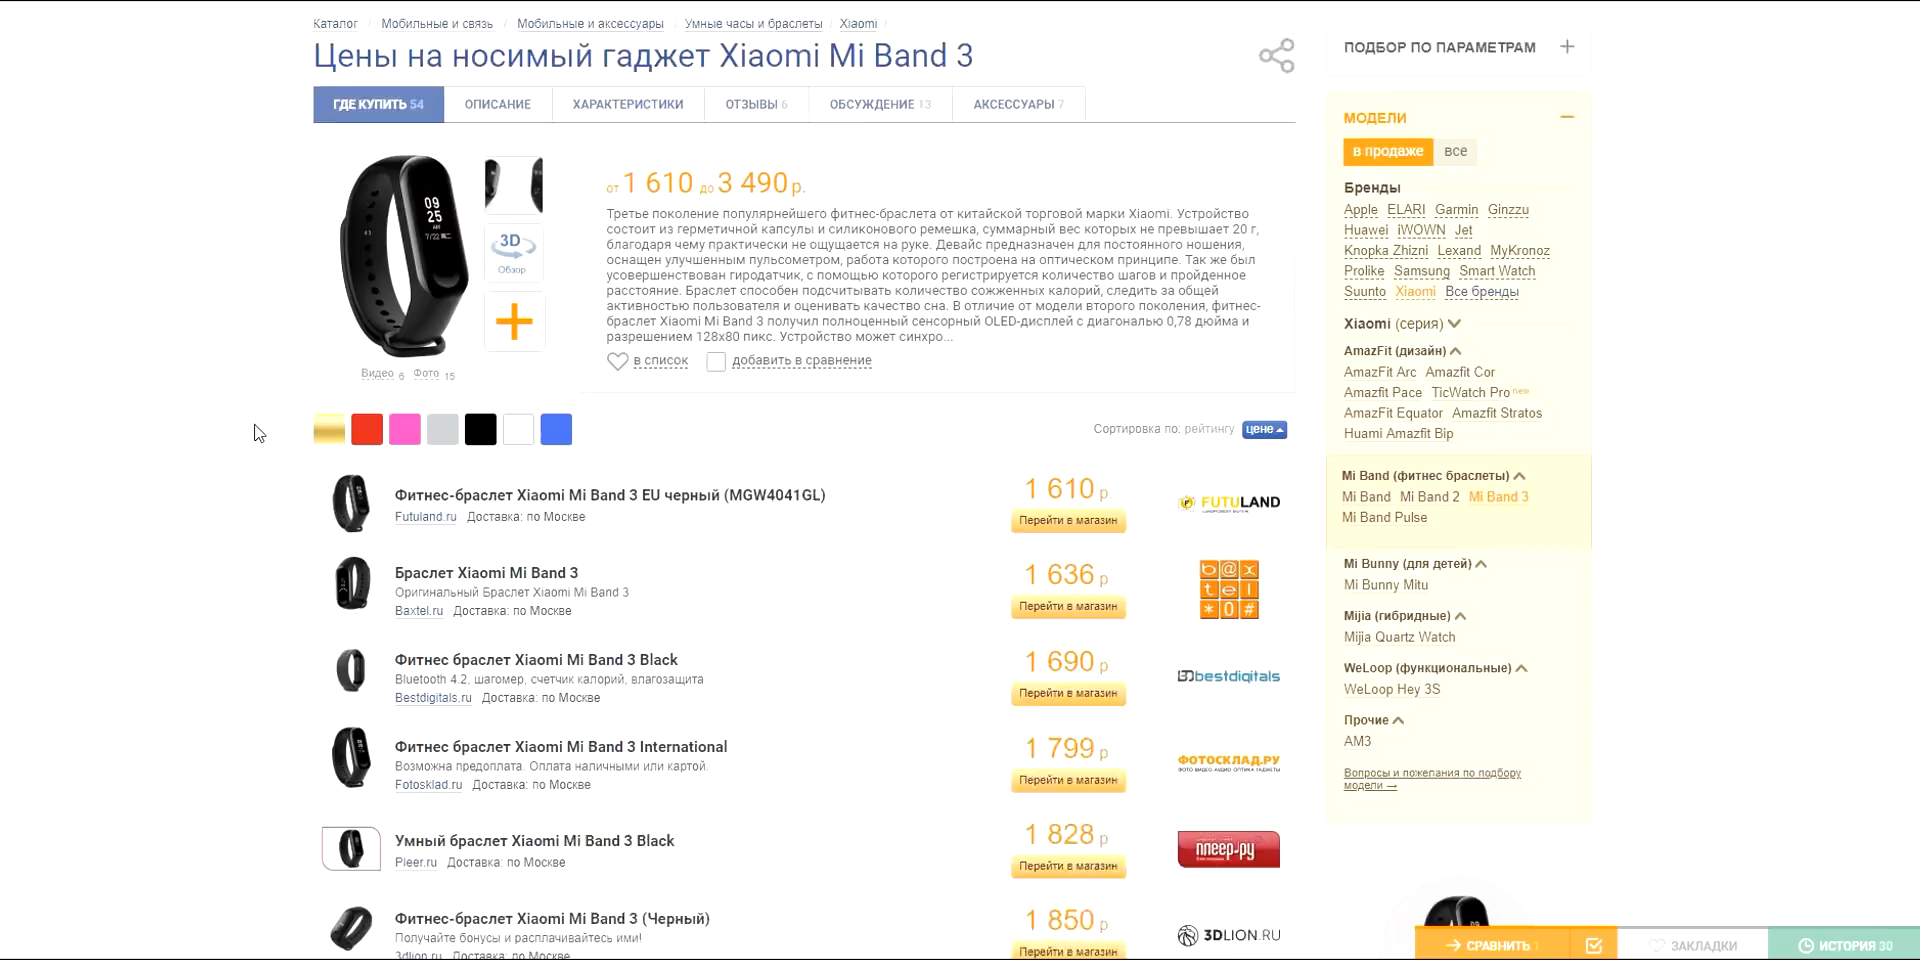 Каталог / Мобильные и связь / Мобильные и аксессуары / Умные часы и браслеты / Xiaomi /
Цены на носимый гаджет Xiaomi Mi Band 3
ГДЕ КУПИТЬ 54 ОПИСАНИЕ ХАРАКТЕРИСТИКИ ОТЗЫВЫ 6 ОБСУЖДЕНИЕ 13 АКСЕССУАРЫ 7
09
25
AM
7/22
3D
Обзор
Видео 6 Фото 15
от 1 610 до 3 490 р.
Третье поколение популярнейшего фитнес-браслета от китайской торговой марки Xiaomi. Устройство
состоит из герметичной капсулы и силиконового ремешка, суммарный вес которых не превышает 20 г,
благодаря чему практически не ощущается на руке. Девайс предназначен для постоянного ношения,
оснащен улучшенным пульсометром, работа которого построена на оптическом принципе. Так же был
усовершенствован гиродатчик, с помощью которого регистрируется количество шагов и пройденное
расстояние. Браслет способен подсчитывать количество сожженных калорий, следить за общей
активностью пользователя и оценивать качество сна. В отличие от модели второго поколения, фитнес-
браслет Xiaomi Mi Band 3 получил полноценный сенсорный OLED-дисплей с диагональю 0,78 дюйма и
разрешением 128x80 пикс. Устройство может синхро...
в список добавить в сравнение
Сортировка по: рейтингу цене
Фитнес-браслет Xiaomi Mi Band 3 EU черный (MGW4041GL)
Futuland.ru Доставка: по Москве
1 610 р
Перейти в магазин
FUTULAND
Браслет Xiaomi Mi Band 3
Оригинальный Браслет Xiaomi Mi Band 3
Baxtel.ru Доставка: по Москве
1 636 р
Перейти в магазин
b@x
tel
*0#
Фитнес браслет Xiaomi Mi Band 3 Black
Bluetooth 4.2, шагомер, счетчик калорий, влагозащита
Bestdigitals.ru Доставка: по Москве
1 690 р
Перейти в магазин
bestdigitals
Фитнес браслет Xiaomi Mi Band 3 International
Возможна предоплата. Оплата наличными или картой.
Fotosklad.ru Доставка: по Москве
1 799 р
Перейти в магазин
ФОТОСКЛАД.РУ
ФОТО ВИДЕО АУДИО ОПТИКА ГАДЖЕТЫ
Умный браслет Xiaomi Mi Band 3 Black
Pleer.ru Доставка: по Москве
1 828 р
Перейти в магазин
плеер.ру
Фитнес-браслет Xiaomi Mi Band 3 (Черный)
Получайте бонусы и расплачивайтесь ими!
3dlion.ru Доставка: по Москве
1 850 р
Перейти в магазин
3DLION.RU
ПОДБОР ПО ПАРАМЕТРАМ +
МОДЕЛИ
в продаже все
Бренды
Apple ELARI Garmin Ginzzu
Huawei iWOWN Jet
Knopka Zhizni Lexand MyKronoz
Prolike Samsung Smart Watch
Suunto Xiaomi Все бренды
Xiaomi (серия)
AmazFit (дизайн)
AmazFit Arc Amazfit Cor
Amazfit Pace TicWatch Pro new
AmazFit Equator Amazfit Stratos
Huami Amazfit Bip
Mi Band (фитнес браслеты)
Mi Band Mi Band 2 Mi Band 3
Mi Band Pulse
Mi Bunny (для детей)
Mi Bunny Mitu
Mijia (гибридные)
Mijia Quartz Watch
WeLoop (функциональные)
WeLoop Hey 3S
Прочие
AM3
Вопросы и пожелания по подбору
модели →
СРАВНИТЬ 1 ЗАКЛАДКИ ИСТОРИЯ 30